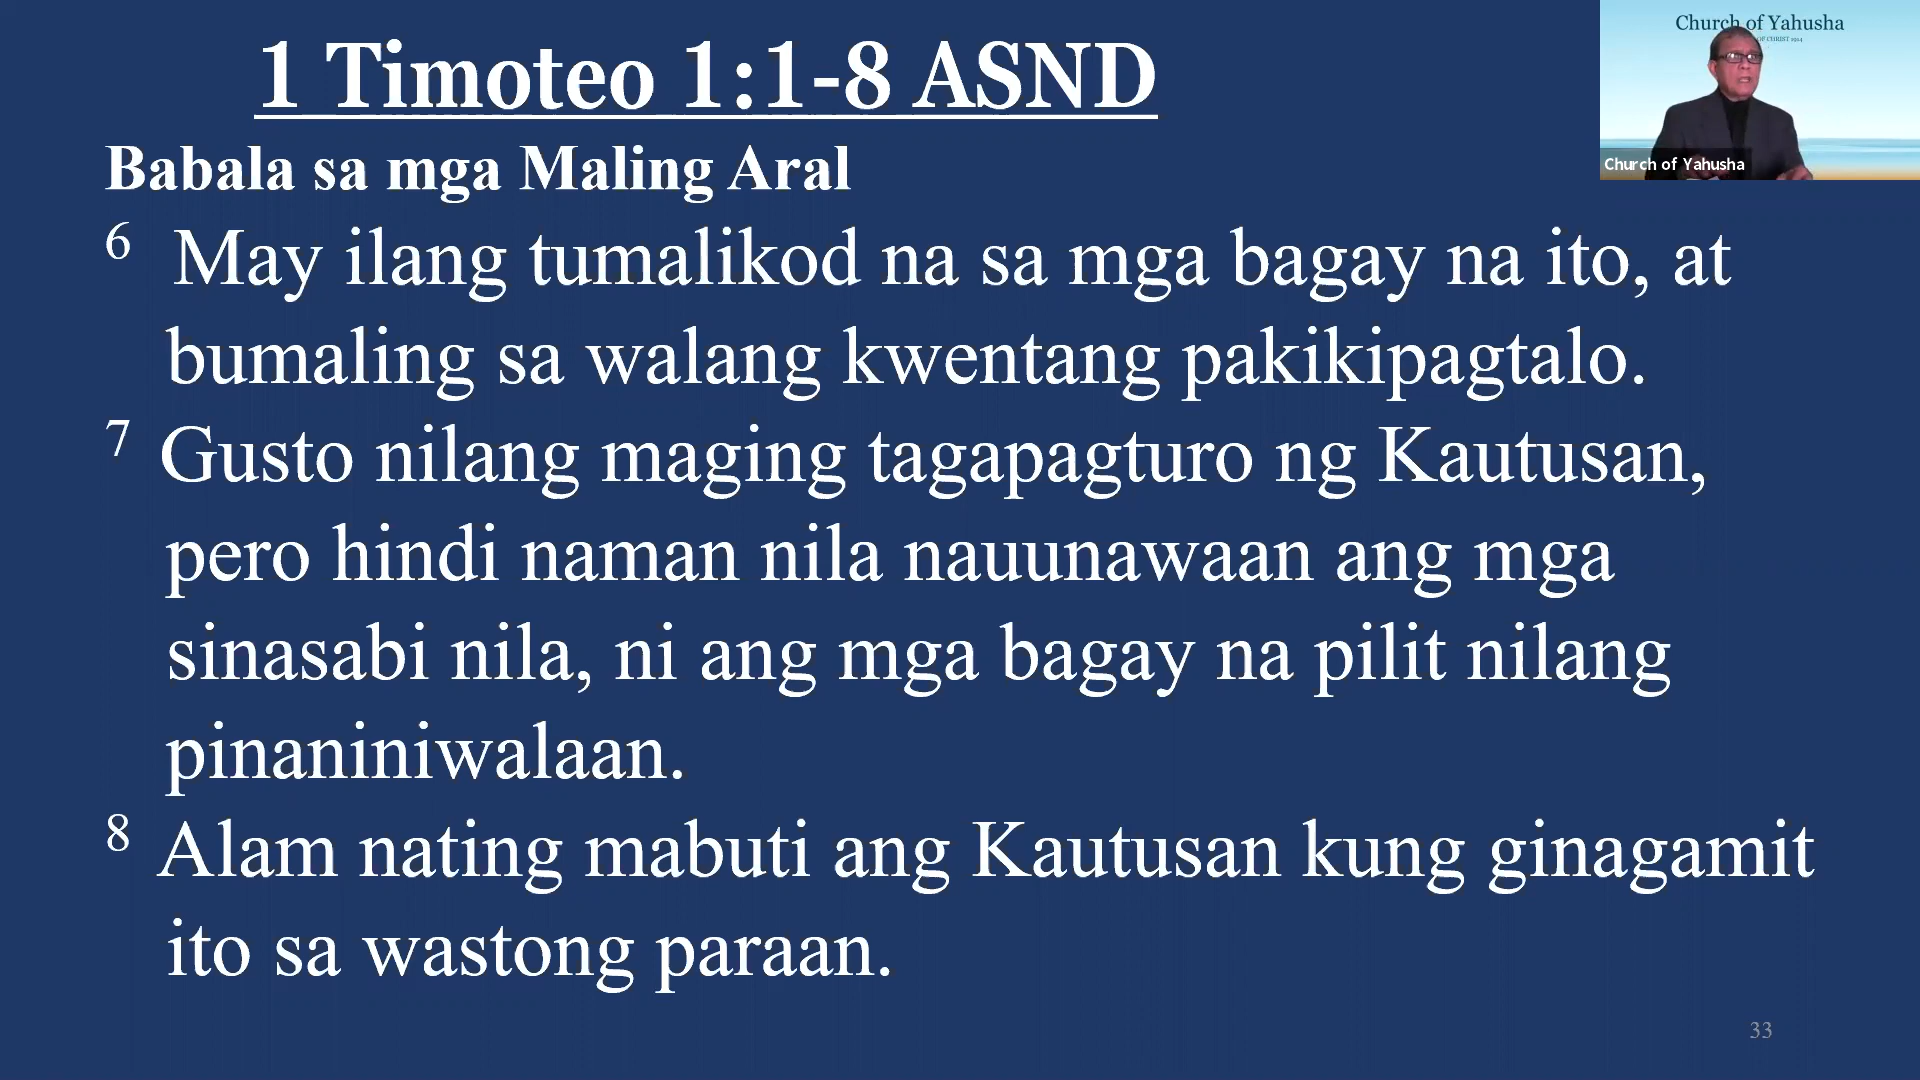 1 Timoteo 1:1-8 ASND
Church of Yahusha
Babala sa mga Maling Aral
Church of Yahusha
6 May ilang tumalikod na sa mga bagay na ito, at
bumaling sa walang kwentang pakikipagtalo.
7 Gusto nilang maging tagapagturo ng Kautusan,
pero hindi naman nila nauunawaan ang mga
sinasabi nila, ni ang mga bagay na pilit nilang
pinaniniwalaan.
8 Alam nating mabuti ang Kautusan kung ginagamit
ito sa wastong paraan.
33